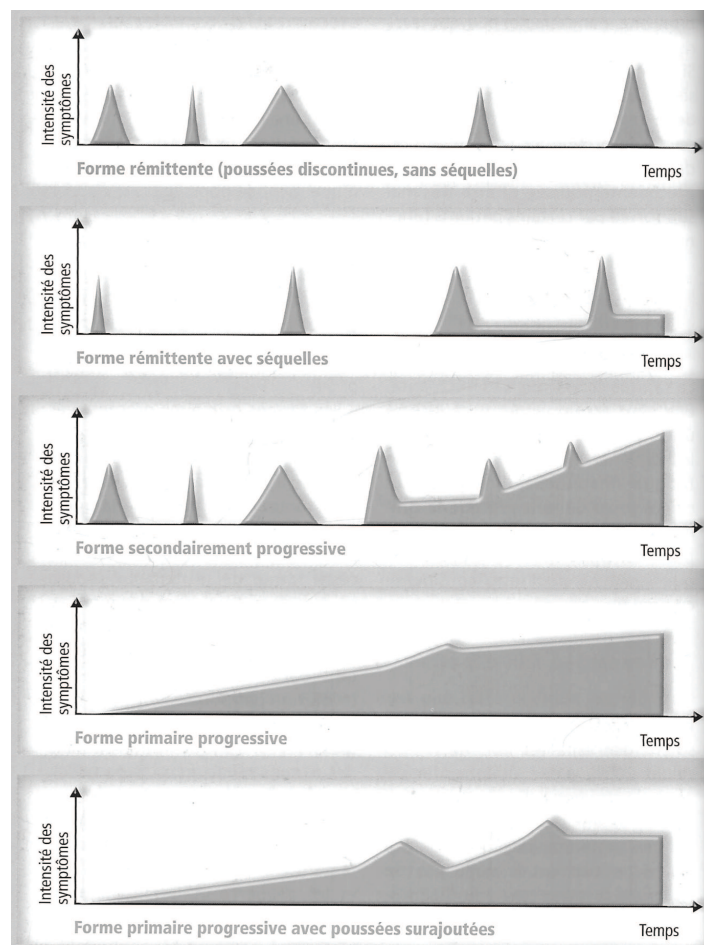 Intensité des
symptômes
Forme rémittente (poussées discontinues, sans séquelles)
Temps
Intensité des
symptômes
Forme rémittente avec séquelles
Temps
Intensité des
symptômes
Forme secondairement progressive
Temps
Intensité des
symptômes
Forme primaire progressive
Temps
Intensité des
symptômes
Forme primaire progressive avec poussées surajoutées
Temps